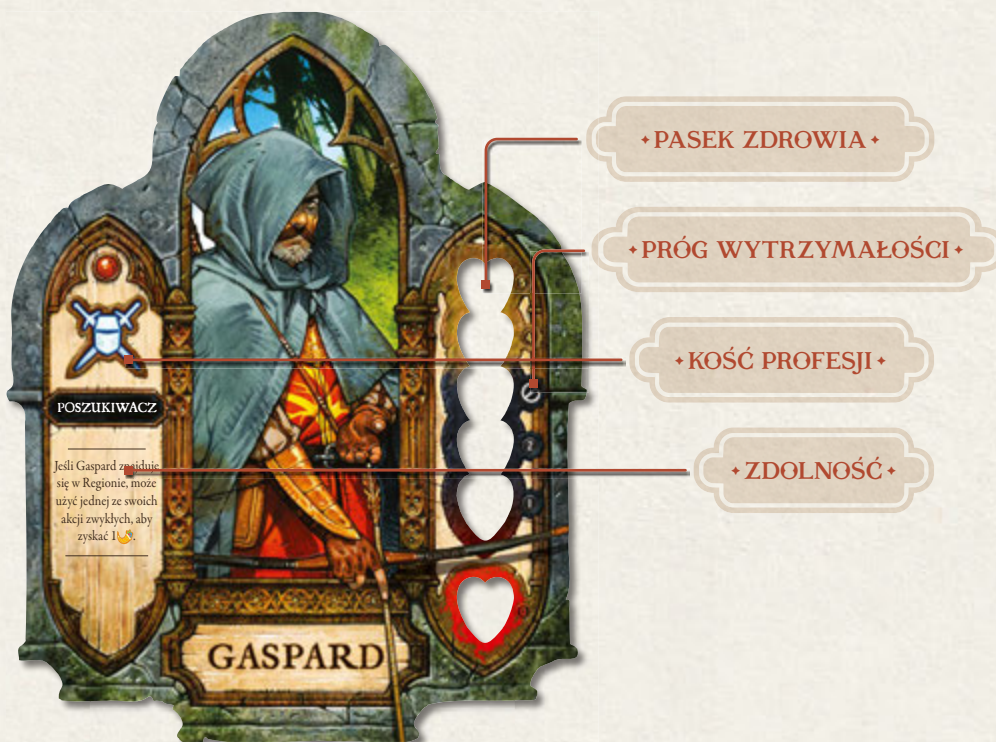 PASEK ZDROWIA
PRÓG WYTRZYMAŁOŚCI
KOŚĆ PROFESJI
POSZUKIWACZ
Jeśli Gaspard znajduje
się w Regionie, może
użyć jednej ze swoich
akcji zwykłych, aby
zyskać 1.
ZDOLNOŚĆ
GASPARD